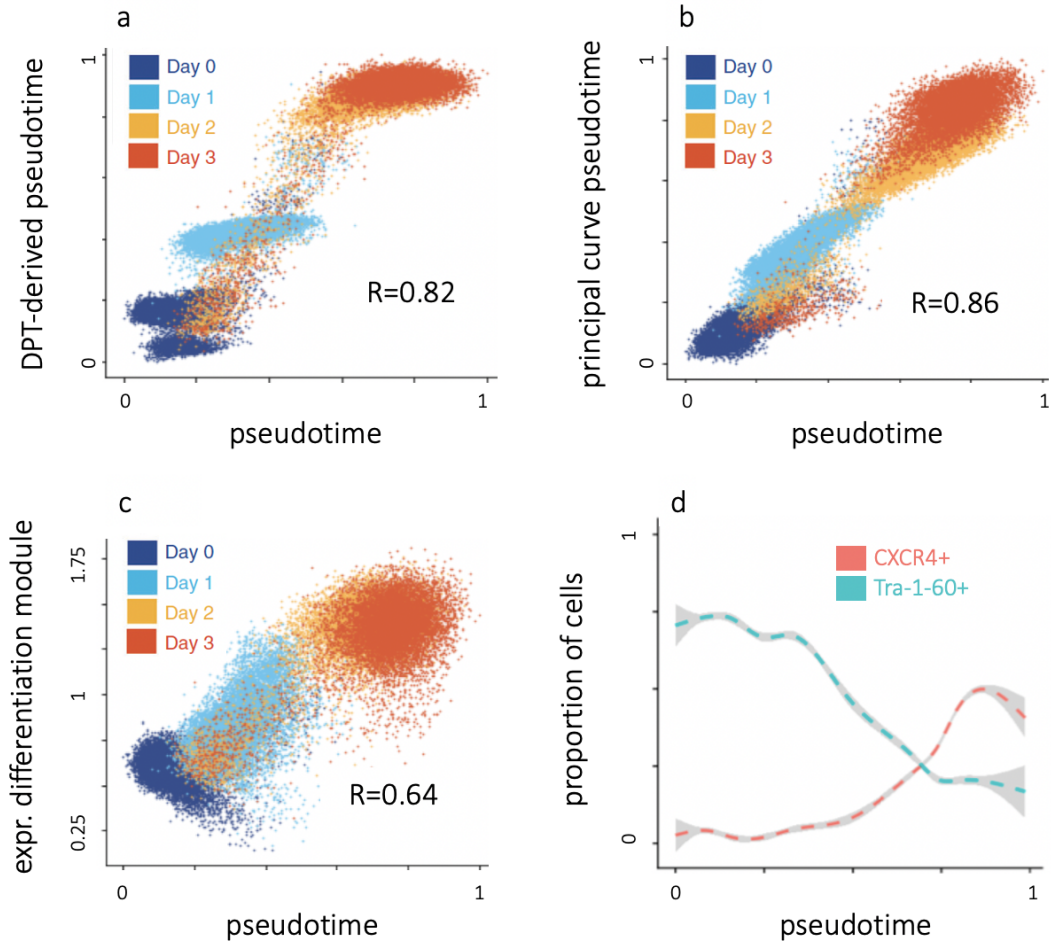 a
DPT-derived pseudotime
1
0
Day 0
Day 1
Day 2
Day 3
R=0.82
0
1
pseudotime
b
principal curve pseudotime
1
0
Day 0
Day 1
Day 2
Day 3
R=0.86
0
1
pseudotime
c
expr. differentiation module
1.75
1
0.25
Day 0
Day 1
Day 2
Day 3
R=0.64
0
1
pseudotime
d
proportion of cells
1
0
CXCR4+
Tra-1-60+
0
1
pseudotime